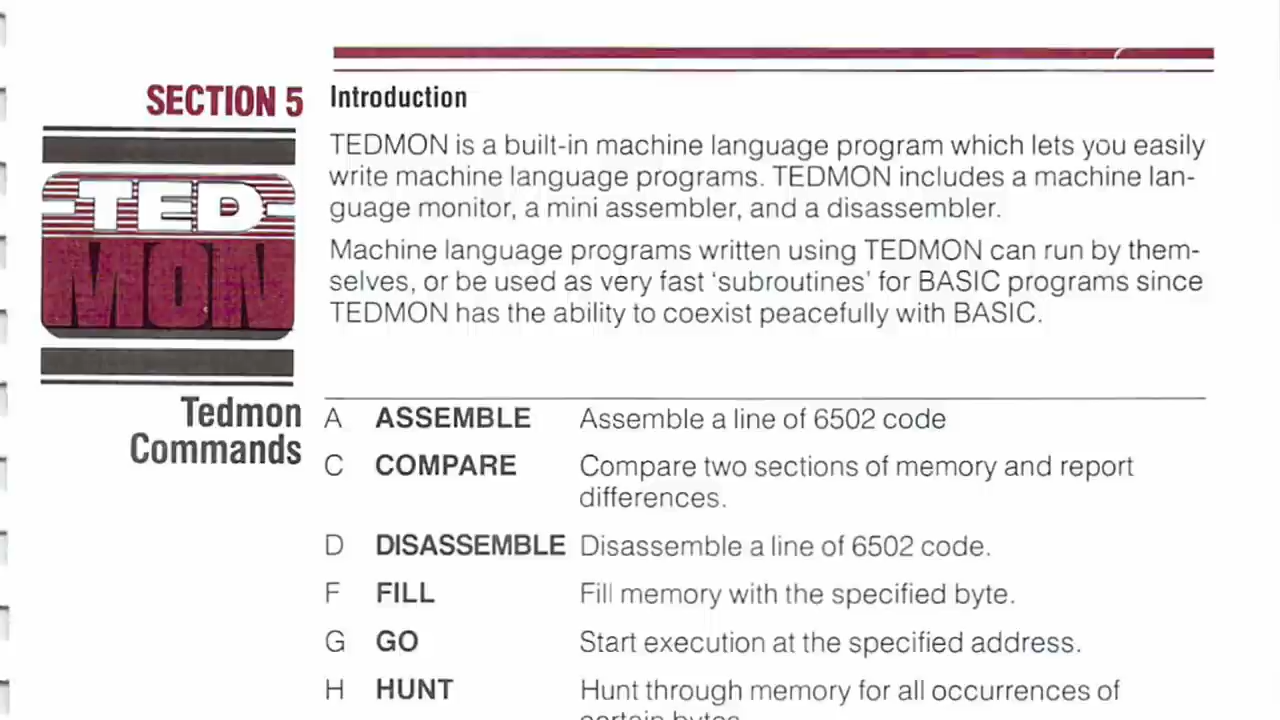 SECTION 5
TED
MON
Introduction
TEDMON is a built-in machine language program which lets you easily
write machine language programs. TEDMON includes a machine lan-
guage monitor, a mini assembler, and a disassembler.
Machine language programs written using TEDMON can run by them-
selves, or be used as very fast 'subroutines' for BASIC programs since
TEDMON has the ability to coexist peacefully with BASIC.
Tedmon
Commands
A ASSEMBLE Assemble a line of 6502 code
C COMPARE Compare two sections of memory and report
differences.
D DISASSEMBLE Disassemble a line of 6502 code.
F FILL Fill memory with the specified byte.
G GO Start execution at the specified address.
H HUNT Hunt through memory for all occurrences of
certain bytes